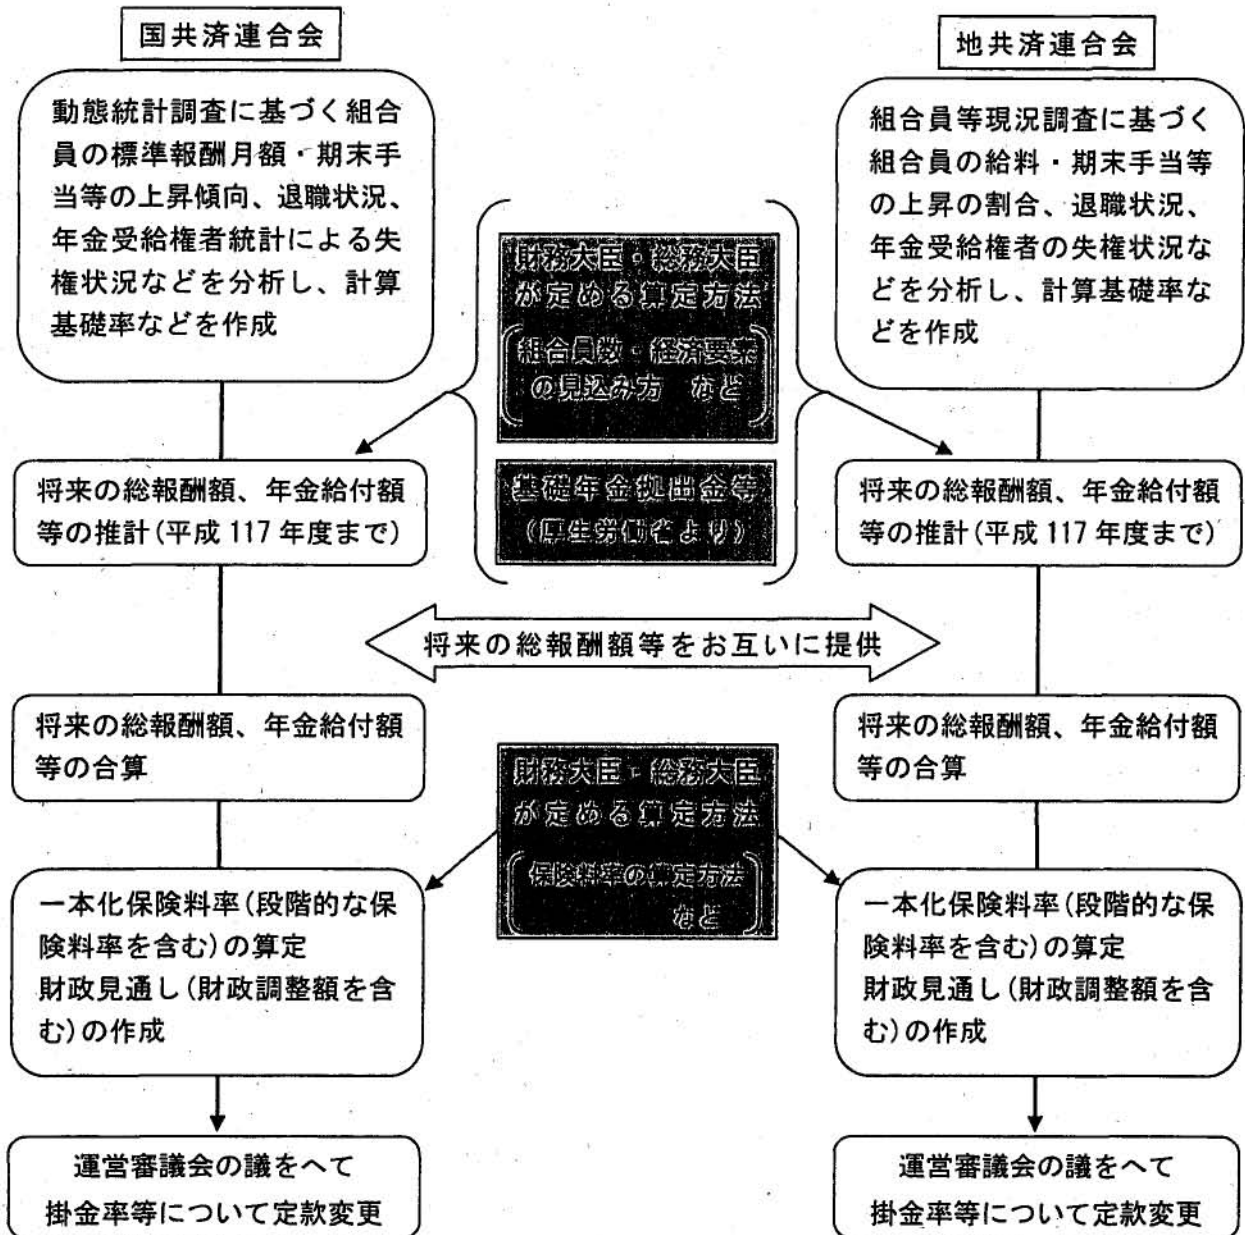 国共済連合会
動態統計調査に基づく組合
員の標準報酬月額・期末手
当等の上昇傾向、退職状況、
年金受給権者統計による失
権状況などを分析し、計算
基礎率などを作成
地共済連合会
組合員等現況調査に基づく
組合員の給料・期末手当等
の上昇の割合、退職状況、
年金受給権者の失権状況な
どを分析し、計算基礎率な
どを作成
財務大臣・総務大臣
が定める算定方法
組合員数・経済要素
の見込み方 など
基礎年金拠出金等
(厚生労働省より)
将来の総報酬額、年金給付額
等の推計(平成117年度まで)
将来の総報酬額、年金給付額
等の推計(平成117年度まで)
将来の総報酬額等をお互いに提供
将来の総報酬額、年金給付額
等の合算
将来の総報酬額、年金給付額
等の合算
財務大臣・総務大臣
が定める算定方法
保険料率の算定方法
など
一本化保険料率(段階的な保
険料率を含む)の算定
財政見通し(財政調整額を含
む)の作成
一本化保険料率(段階的な保
険料率を含む)の算定
財政見通し(財政調整額を含
む)の作成
運営審議会の議をへて
掛金率等について定款変更
運営審議会の議をへて
掛金率等について定款変更